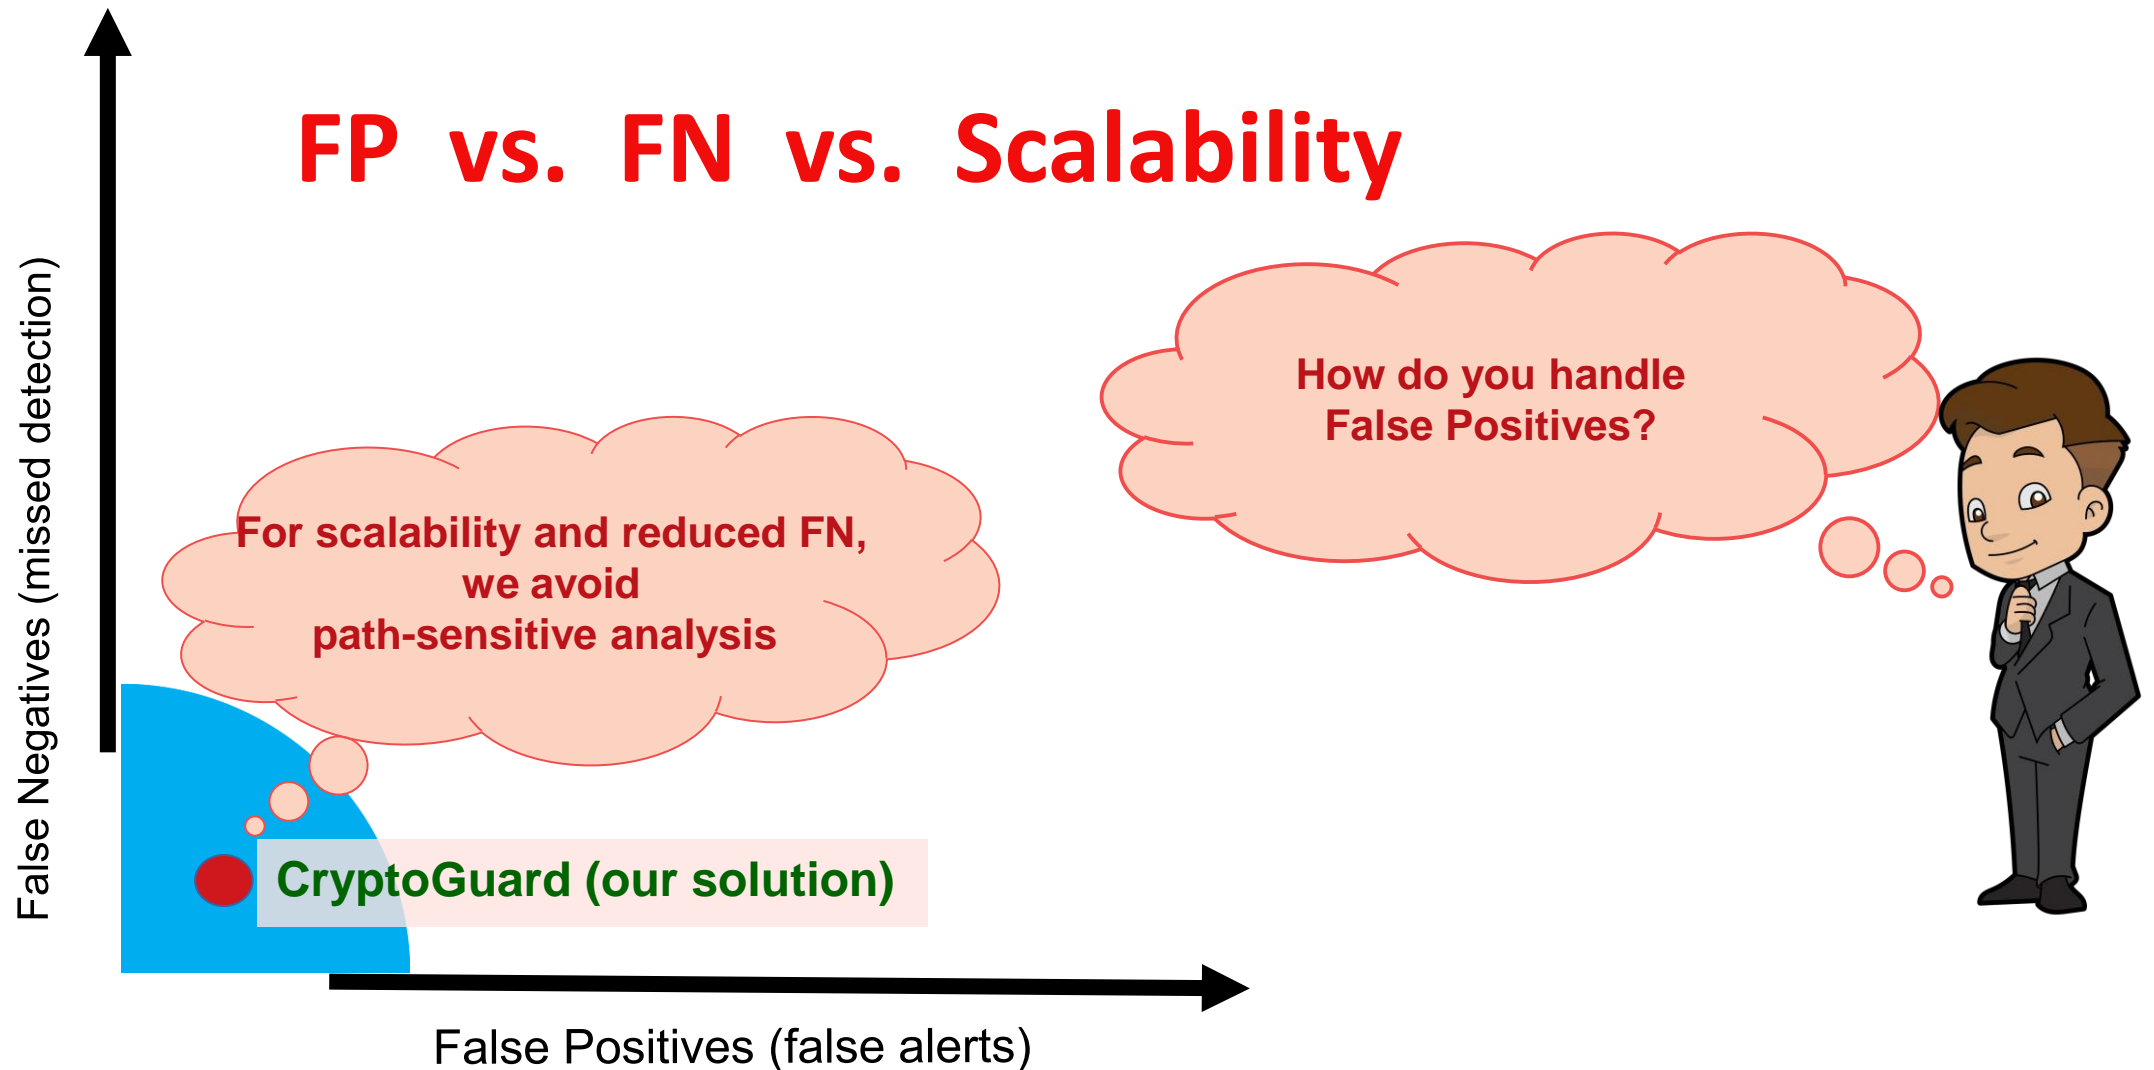 FP vs. FN vs. Scalability
How do you handle
False Positives?
For scalability and reduced FN,
we avoid
path-sensitive analysis
CryptoGuard (our solution)
False Negatives (missed detection)
False Positives (false alerts)